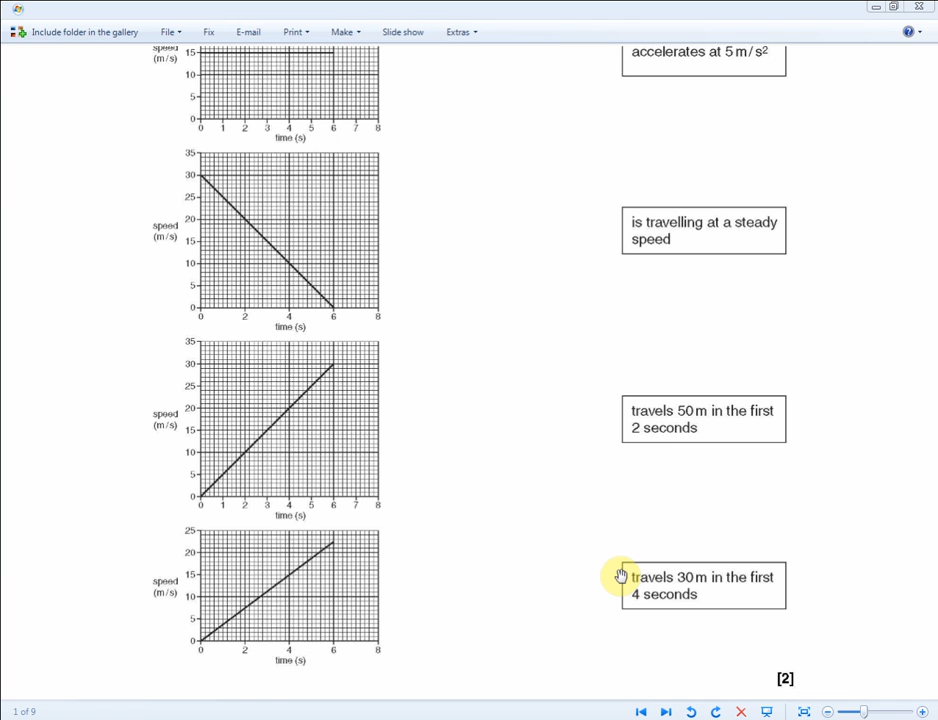 Include folder in the gallery File Fix E-mail Print Make Slide show Extras
speed
(m/s)
15
10
5
0
0 1 2 3 4 5 6 7 8
time (s)
accelerates at 5 m/s²
35
30
25
20
15
10
5
0
speed
(m/s)
0 2 4 6 8
time (s)
is travelling at a steady
speed
35
30
25
20
15
10
5
0
speed
(m/s)
0 1 2 3 4 5 6 7 8
time (s)
travels 50 m in the first
2 seconds
25
20
15
10
5
0
speed
(m/s)
0 2 4 6 8
time (s)
travels 30 m in the first
4 seconds
[2]
1 of 9